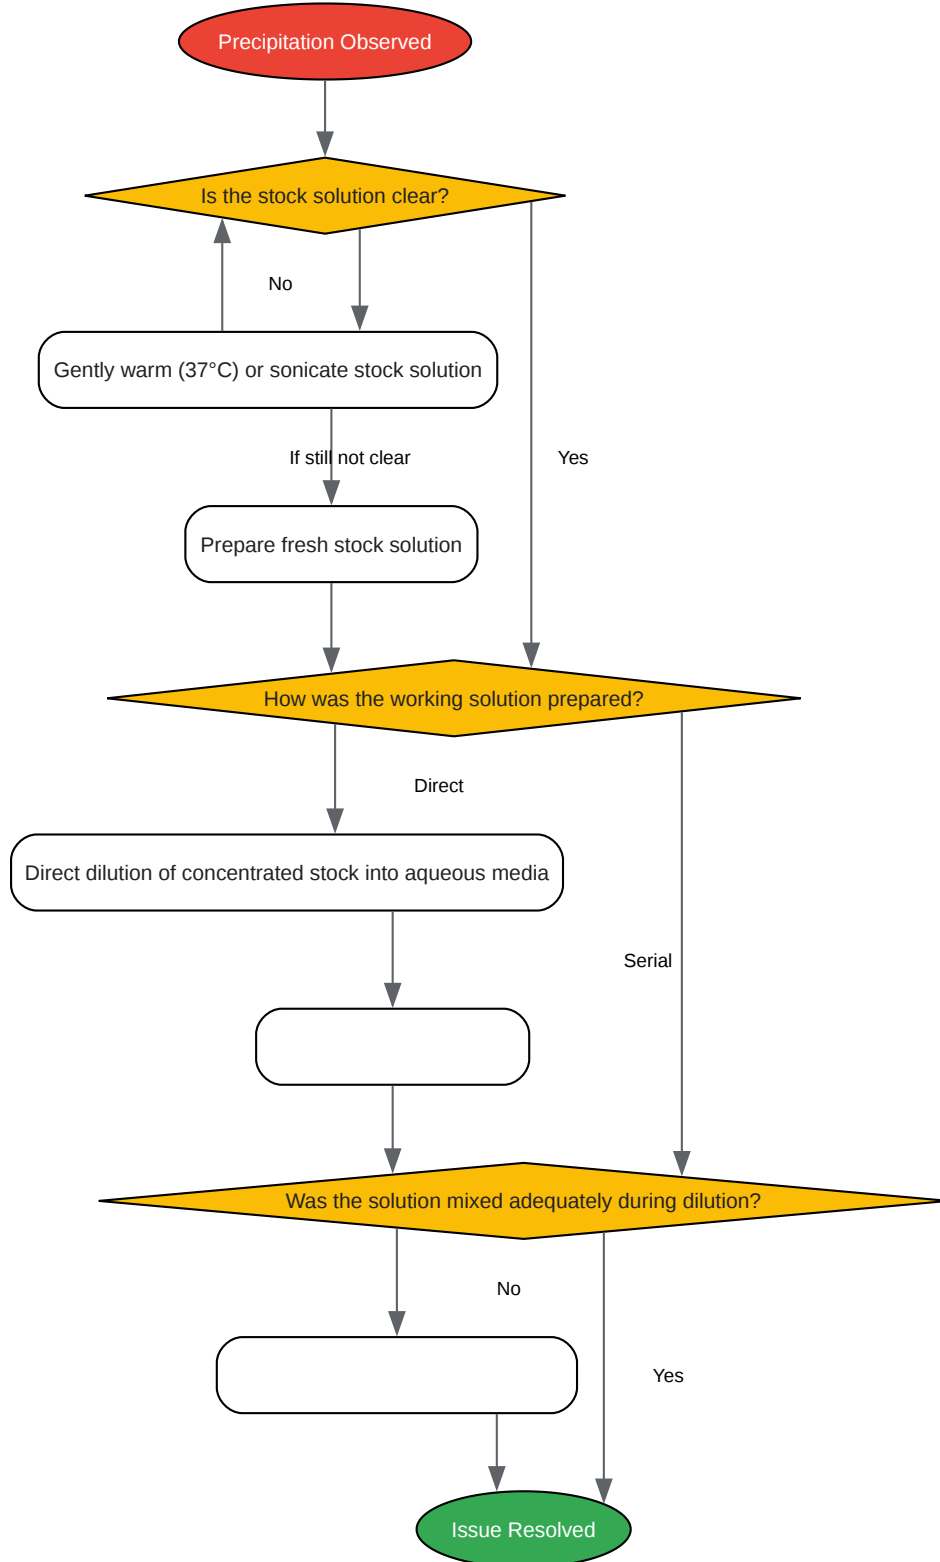 Precipitation Observed
Is the stock solution clear?
No
Gently warm (37°C) or sonicate stock solution
If still not clear
Yes
Prepare fresh stock solution
How was the working solution prepared?
Direct
Direct dilution of concentrated stock into aqueous media
Serial
Was the solution mixed adequately during dilution?
No
Yes
Issue Resolved